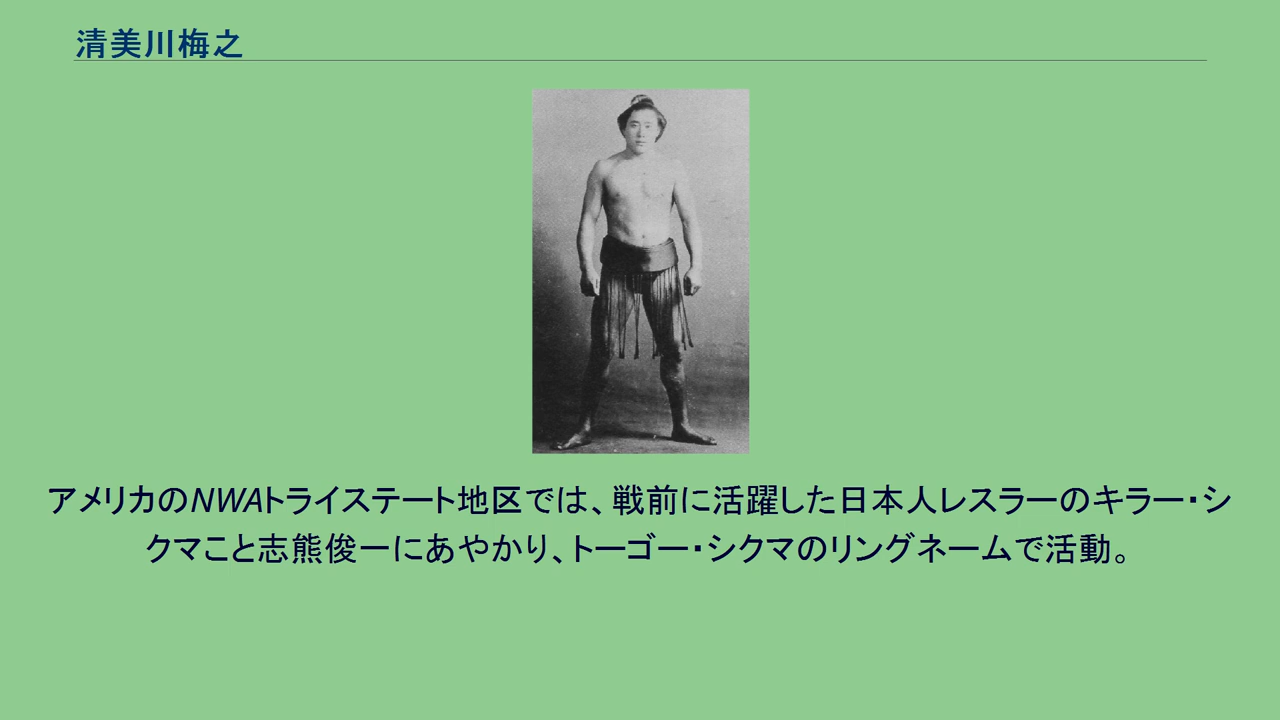 清美川梅之
アメリカのNWAトライステート地区では、戦前に活躍した日本人レスラーのキラー・シ
クマこと志熊俊一にあやかり、トーゴー・シクマのリングネームで活動。